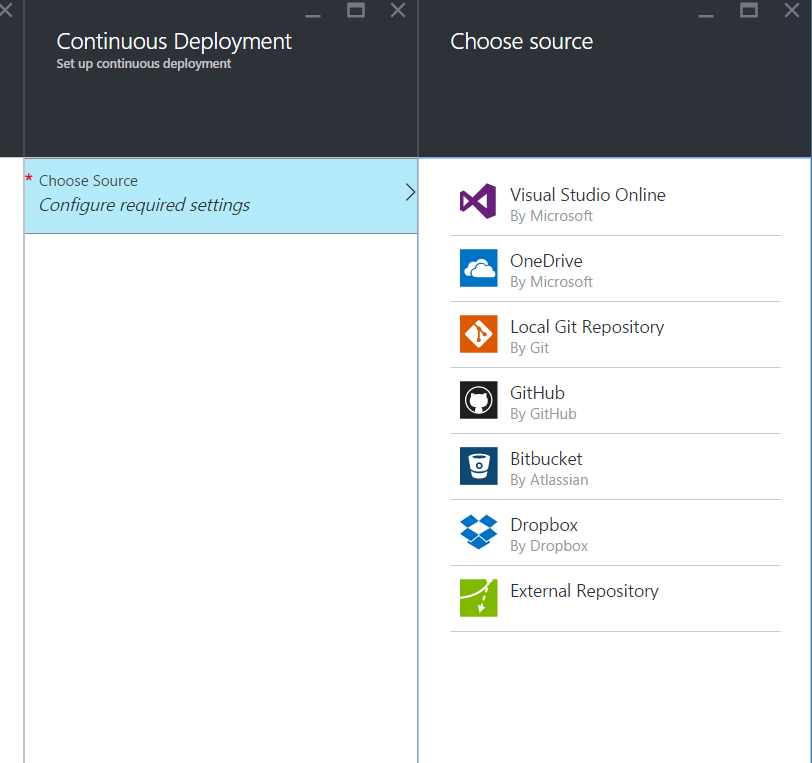 Continuous Deployment
Set up continuous deployment
* Choose Source
Configure required settings
Choose source
Visual Studio Online
By Microsoft
OneDrive
By Microsoft
Local Git Repository
By Git
GitHub
By GitHub
Bitbucket
By Atlassian
Dropbox
By Dropbox
External Repository